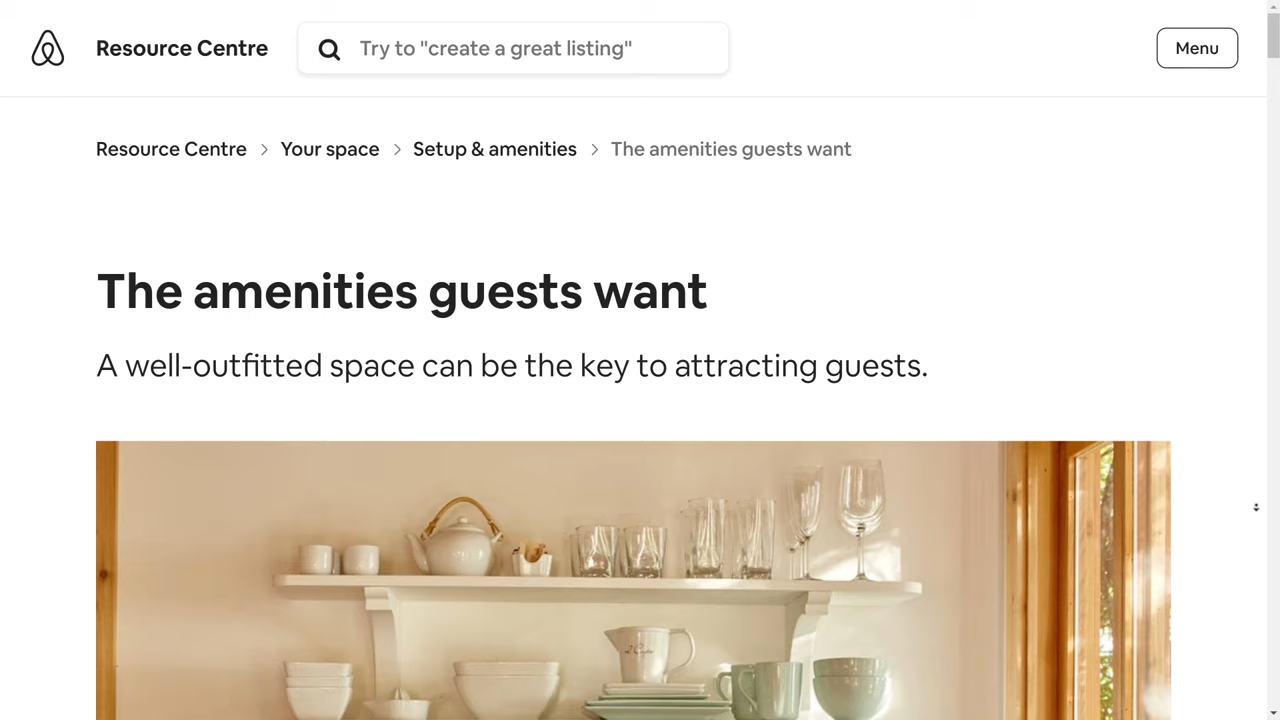 Resource Centre
Try to "create a great listing"
Menu
Resource Centre > Your space > Setup & amenities > The amenities guests want
The amenities guests want
A well-outfitted space can be the key to attracting guests.